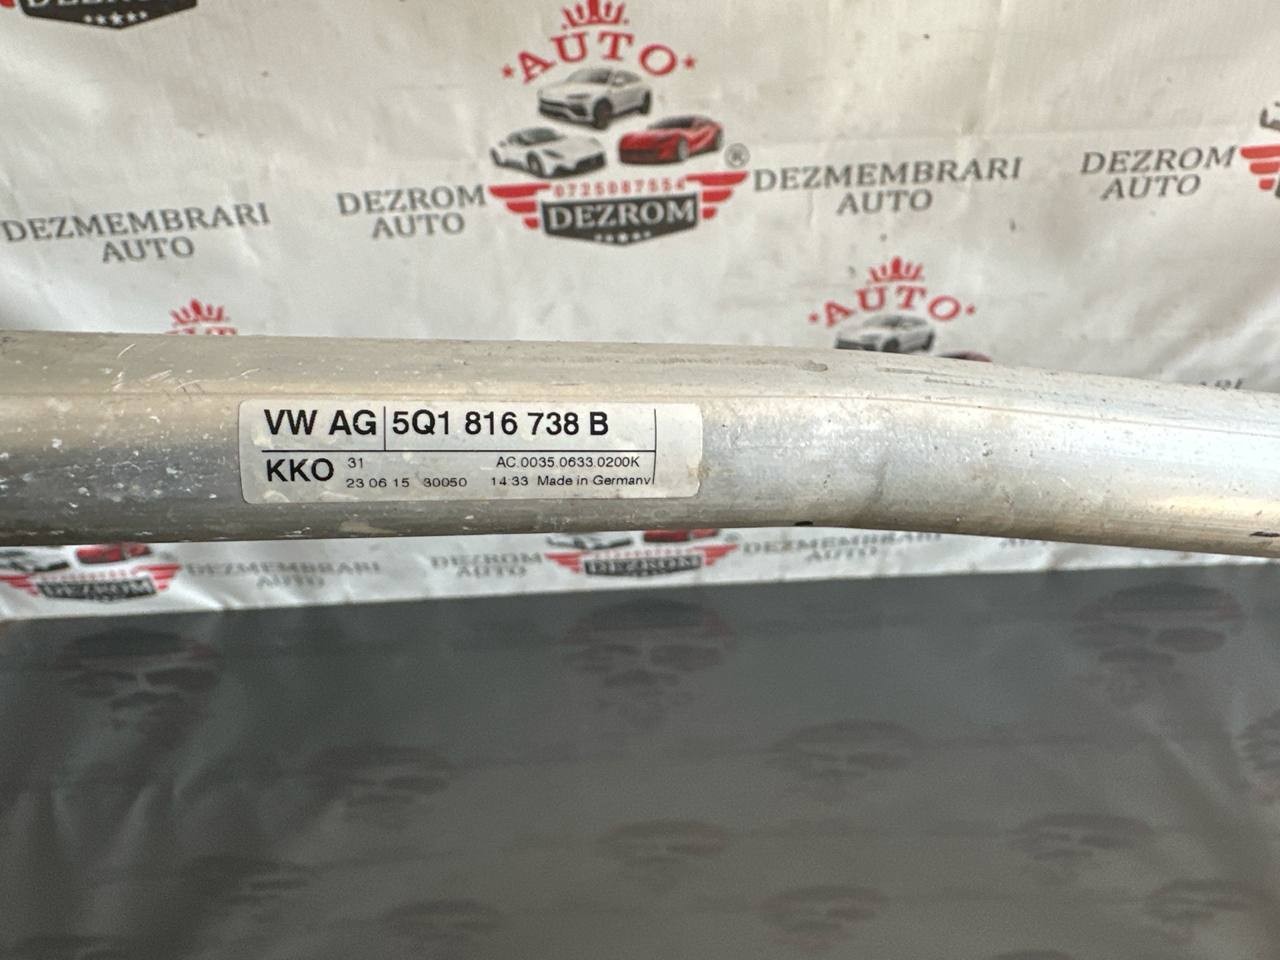 DEZROM
AUTO
0725087554
DEZROM
®
DEZMEMBRARI
AUTO
DEZROM
AUTO
DEZMEMBRARI
AUTO
DEZROM
AUTO
AUTO
VW AG 5Q1 816 738 B
KKO 31 AC.0035.0633.0200K
23 06 15 30050 14:33 Made in Germany
DEZROM
DEZMEMBRARI
AUTO
DEZROM
AUTO
DEZROM
DEZMEMBRARI
AUTO